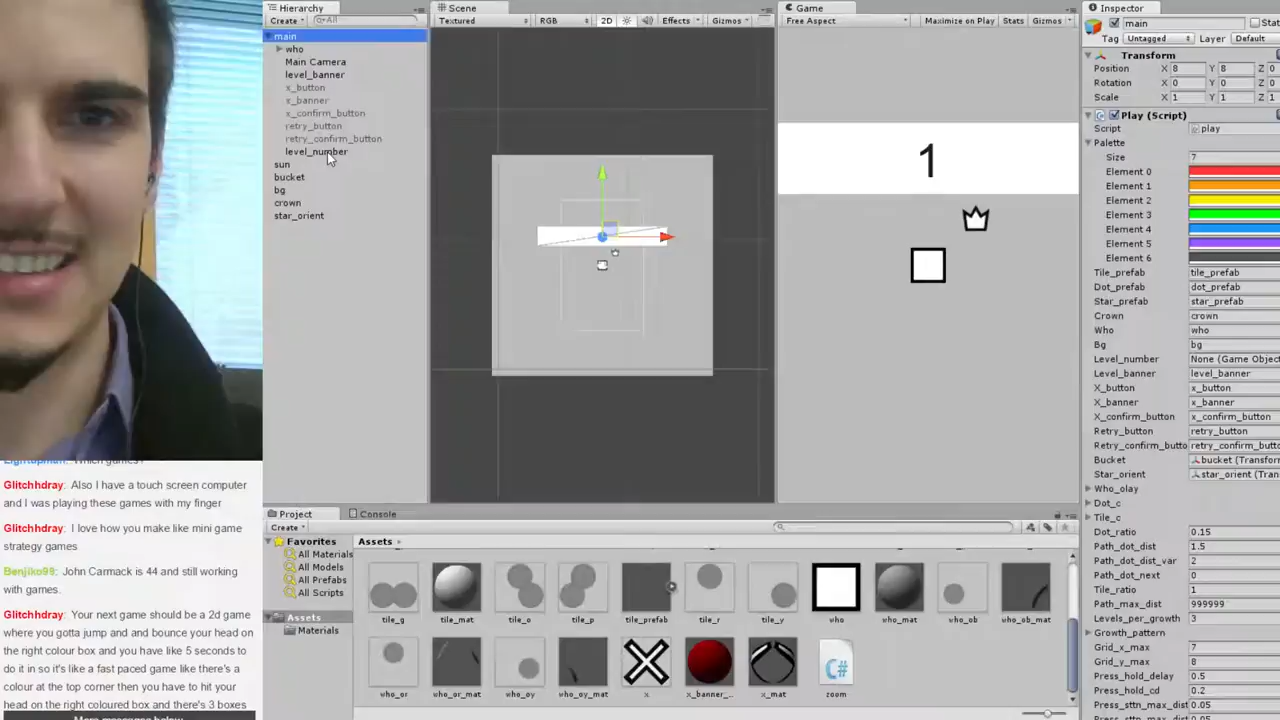 Hierarchy
Create
All
main
who
Main Camera
level_banner
x_button
x_banner
x_confirm_button
retry_button
retry_confirm_button
level_number
sun
bucket
bg
crown
star_orient
Scene
Textured RGB 2D Effects Gizmos
Game
Free Aspect Maximize on Play Stats Gizmos
1
Inspector
main Stat
Tag Untagged Layer Default
Transform
Position X 8 Y 8 Z 0
Rotation X 0 Y 0 Z 0
Scale X 1 Y 1 Z 1
Play (Script)
Script play
Palette
Size 7
Element 0
Element 1
Element 2
Element 3
Element 4
Element 5
Element 6
Tile_prefab tile_prefab
Dot_prefab dot_prefab
Star_prefab star_prefab
Crown crown
Who who
Bg bg
Level_number None (Game Object
Level_banner level_banner
X_button x_button
X_banner x_banner
X_confirm_button x_confirm_button
Retry_button retry_button
Retry_confirm_butto retry_confirm_butt
Bucket bucket (Transfor
Star_orient star_orient (Tran
Who_olay
Dot_c
Tile_c
Dot_ratio 0.15
Path_dot_dist 1.5
Path_dot_dist_var 2
Path_dot_next 0
Tile_ratio 1
Path_max_dist 999999
Levels_per_growth 3
Growth_pattern
Grid_x_max 7
Grid_y_max 8
Press_hold_delay 0.5
Press_hold_cd 0.2
Press_sttn_max_dist 0.05
Project Console
Create
Favorites
All Materials
All Models
All Prefabs
All Scripts
Assets
Materials
Assets
tile_g tile_mat tile_o tile_p tile_prefab tile_r tile_y who who_mat who_ob who_ob_mat
who_or who_or_mat who_oy who_oy_mat x x_banner_... x_mat zoom
Glitchhdray: Also I have a touch screen computer
and I was playing these games with my finger
Glitchhdray: I love how you make like mini game
strategy games
Benjiko99: John Carmack is 44 and still working
with games.
Glitchhdray: Your next game should be a 2d game
where you gotta jump and and bounce your head on
the right colour box and you have like 5 seconds to
do it in so it's like a fast paced game like there's a
colour at the top corner then you have to hit your
head on the right coloured box and there's 3 boxes